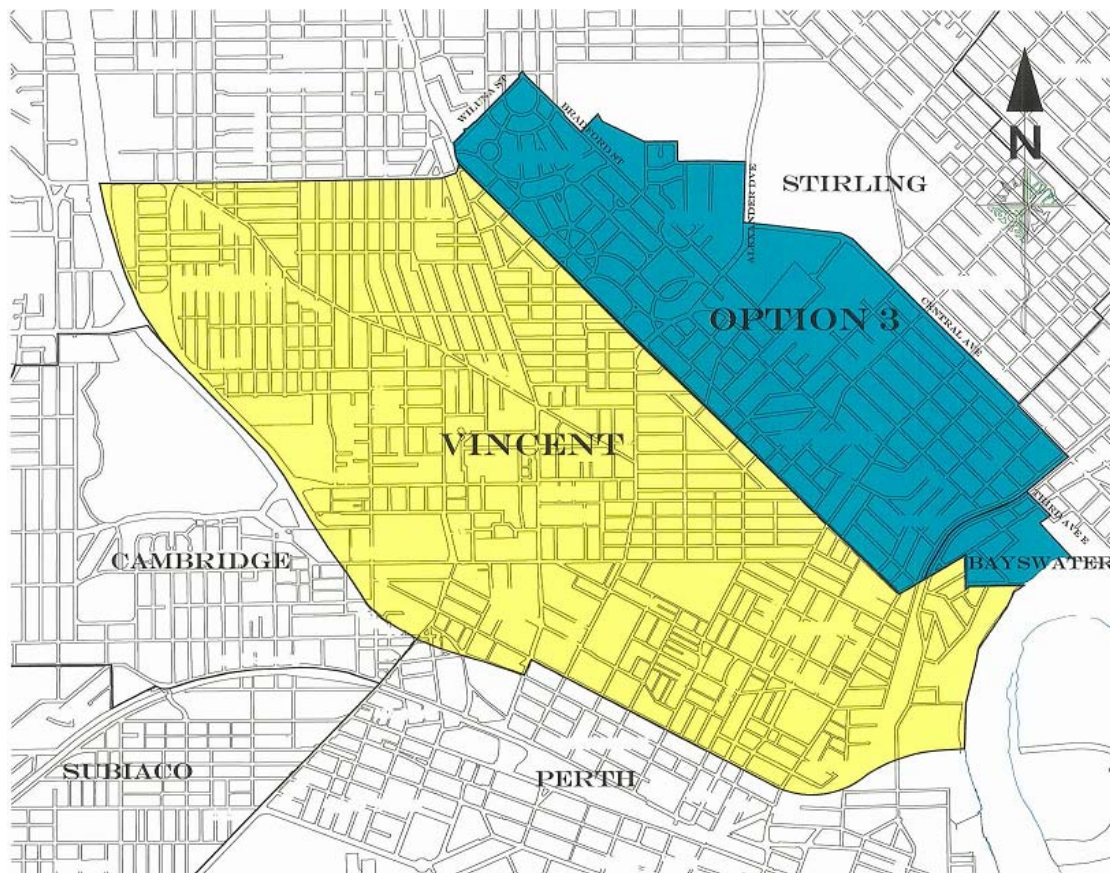 WILUNA ST
BRADFORD ST
N
STIRLING
ALEXANDER DVE
OPTION 3
CENTRAL AVE
VINCENT
THIRD AVE E
CAMBRIDGE
BAYSWATER
SUBIACO
PERTH